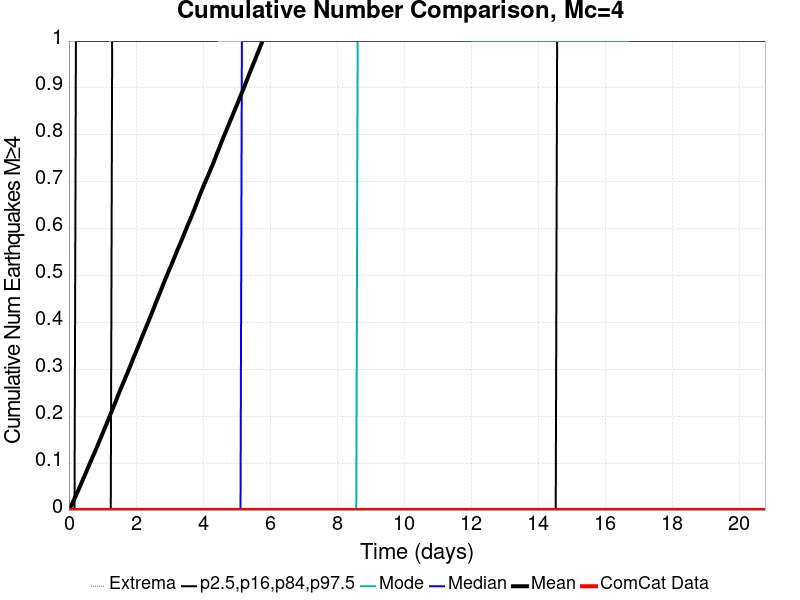 Cumulative Number Comparison, Mc=4
Cumulative Num Earthquakes M≥4
1
0.9
0.8
0.7
0.6
0.5
0.4
0.3
0.2
0.1
0
0 2 4 6 8 10 12 14 16 18 20
Time (days)
Extrema p2.5,p16,p84,p97.5 Mode Median Mean ComCat Data